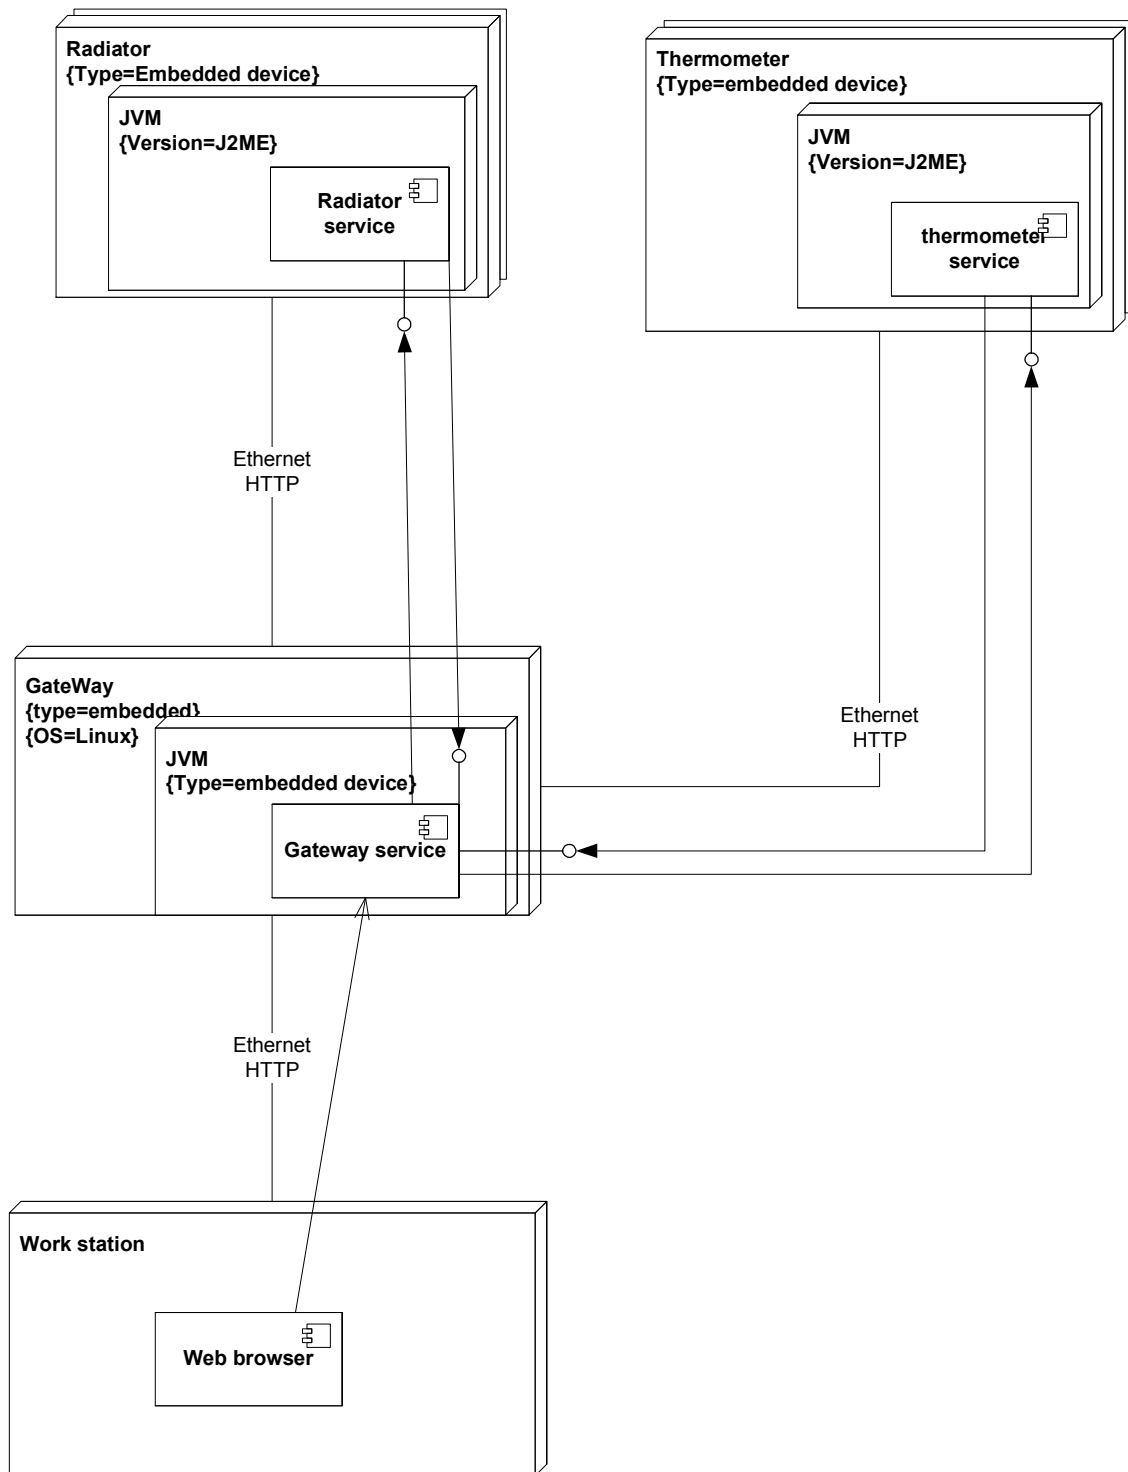 Radiator
{Type=Embedded device}
JVM
{Version=J2ME}
Radiator
service
Thermometer
{Type=embedded device}
JVM
{Version=J2ME}
thermometer
service
Ethernet
HTTP
GateWay
{type=embedded}
{OS=Linux}
JVM
{Type=embedded device}
Gateway service
Ethernet
HTTP
Ethernet
HTTP
Work station
Web browser